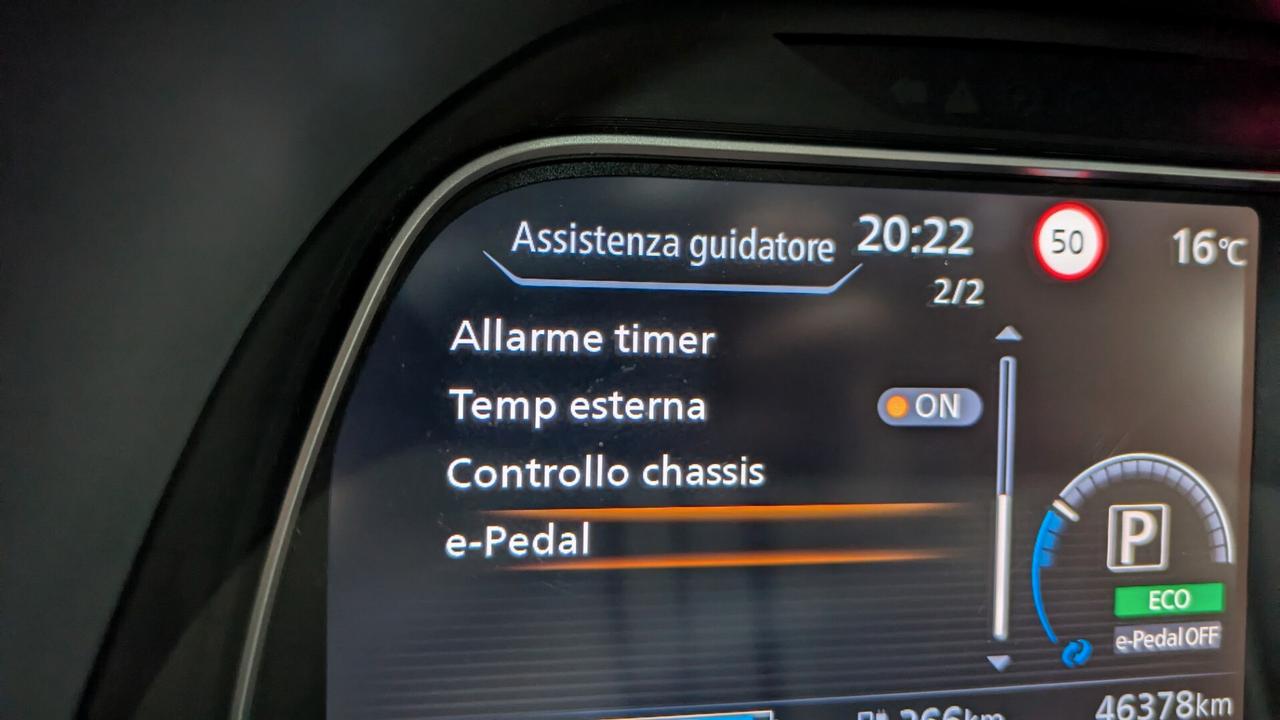 Assistenza guidatore 20:22 50 16°C
2/2
Allarme timer
Temp esterna ON
Controllo chassis
e-Pedal
P
ECO
e-Pedal OFF
46378km